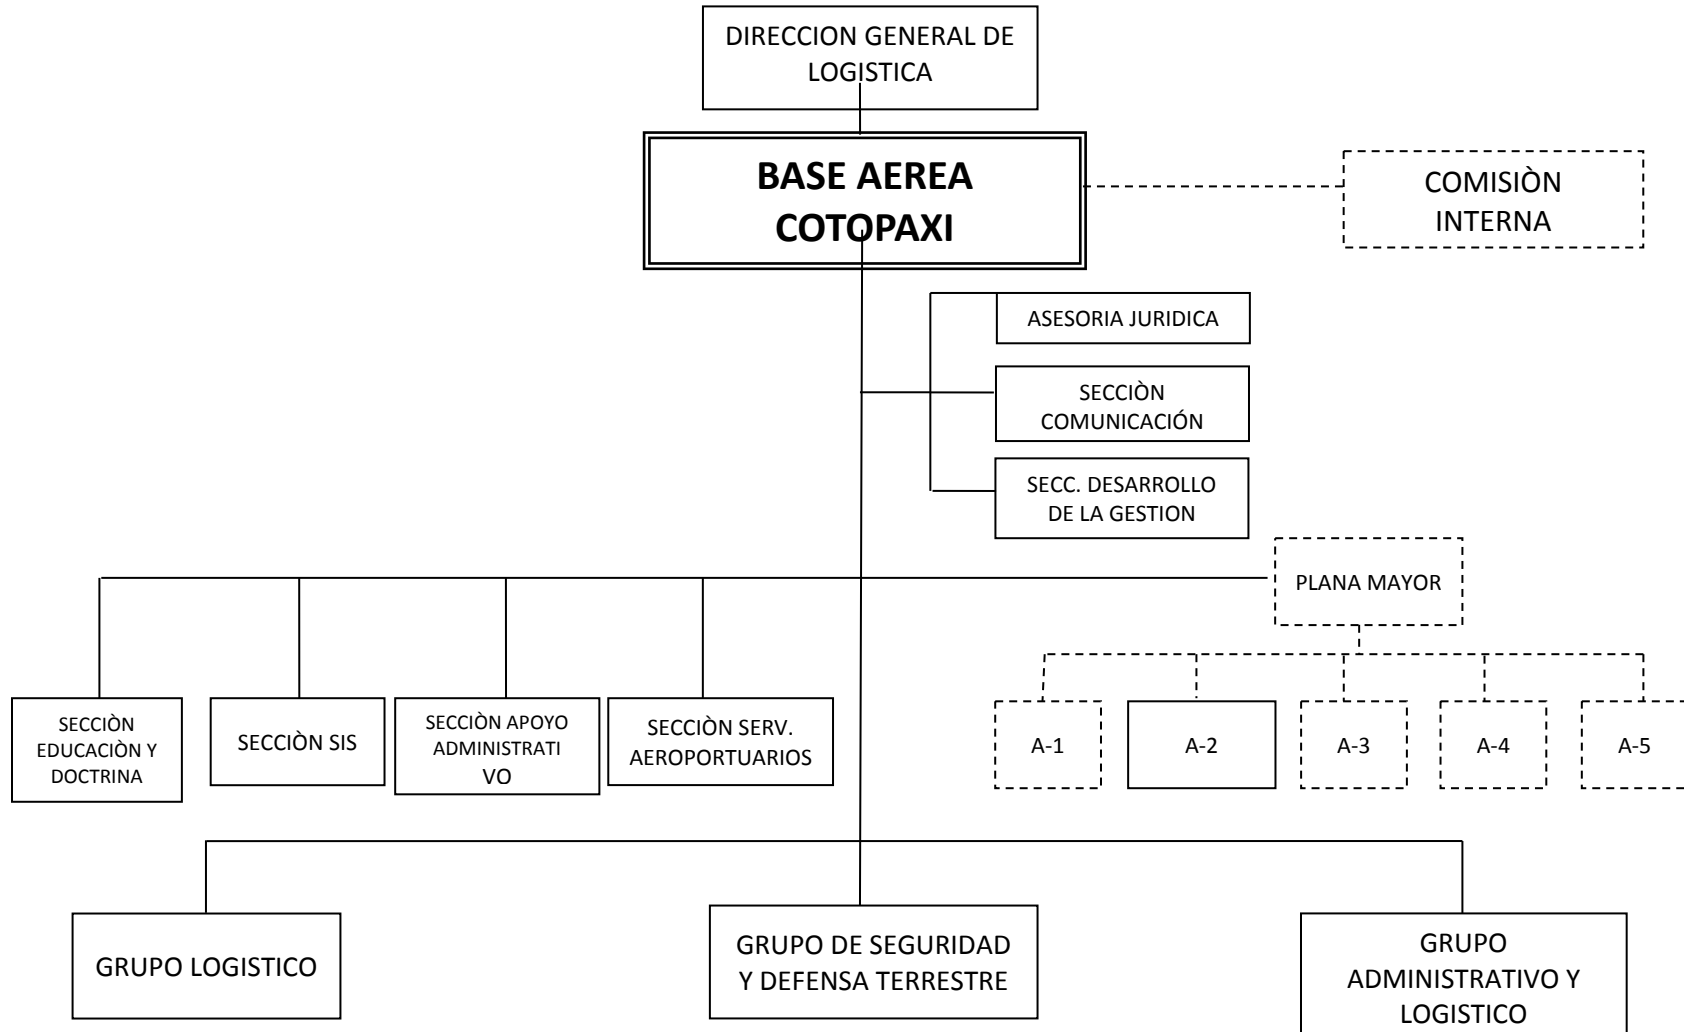 DIRECCION GENERAL DE
LOGISTICA
BASE AEREA
COTOPAXI
COMISIÒN
INTERNA
ASESORIA JURIDICA
SECCIÒN
COMUNICACIÓN
SECC. DESARROLLO
DE LA GESTION
PLANA MAYOR
SECCIÒN
EDUCACIÒN Y
DOCTRINA
SECCIÒN SIS
SECCIÒN APOYO
ADMINISTRATI
VO
SECCIÒN SERV.
AEROPORTUARIOS
A-1
A-2
A-3
A-4
A-5
GRUPO LOGISTICO
GRUPO DE SEGURIDAD
Y DEFENSA TERRESTRE
GRUPO
ADMINISTRATIVO Y
LOGISTICO